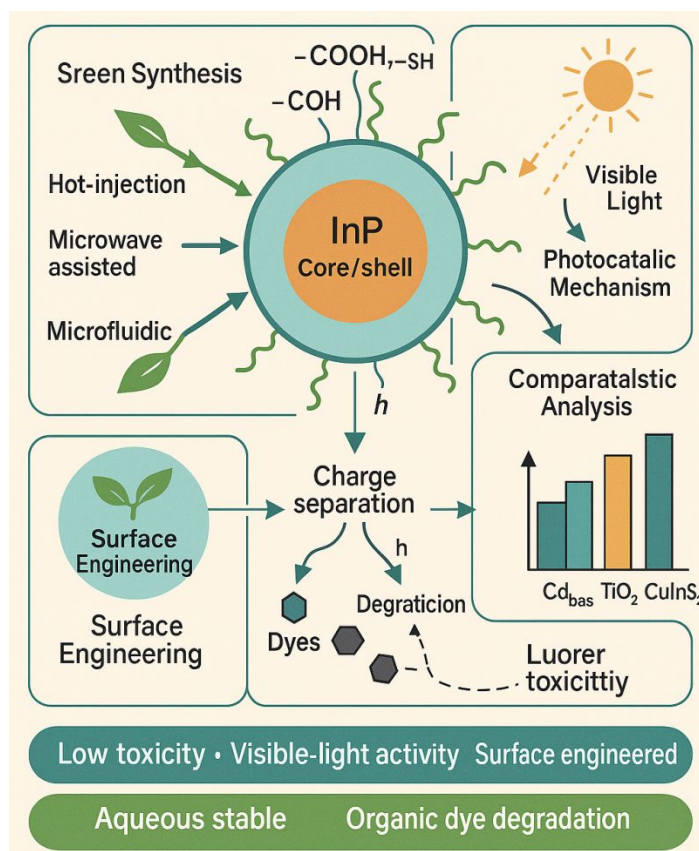 Sreen Synthesis
–COOH,–SH
–COH
Hot-injection
Microwave
assisted
Microfluidic
InP
Core/shell
h
Visible
Light
Photocatalic
Mechanism
Comparatalstic
Analysis
Cdbas TiO2 CuInS2
Surface
Engineering
Surface
Engineering
Charge
separation
h
Dyes
Degraticion
Luorer
toxicittiy
Low toxicity · Visible-light activity Surface engineered
Aqueous stable Organic dye degradation